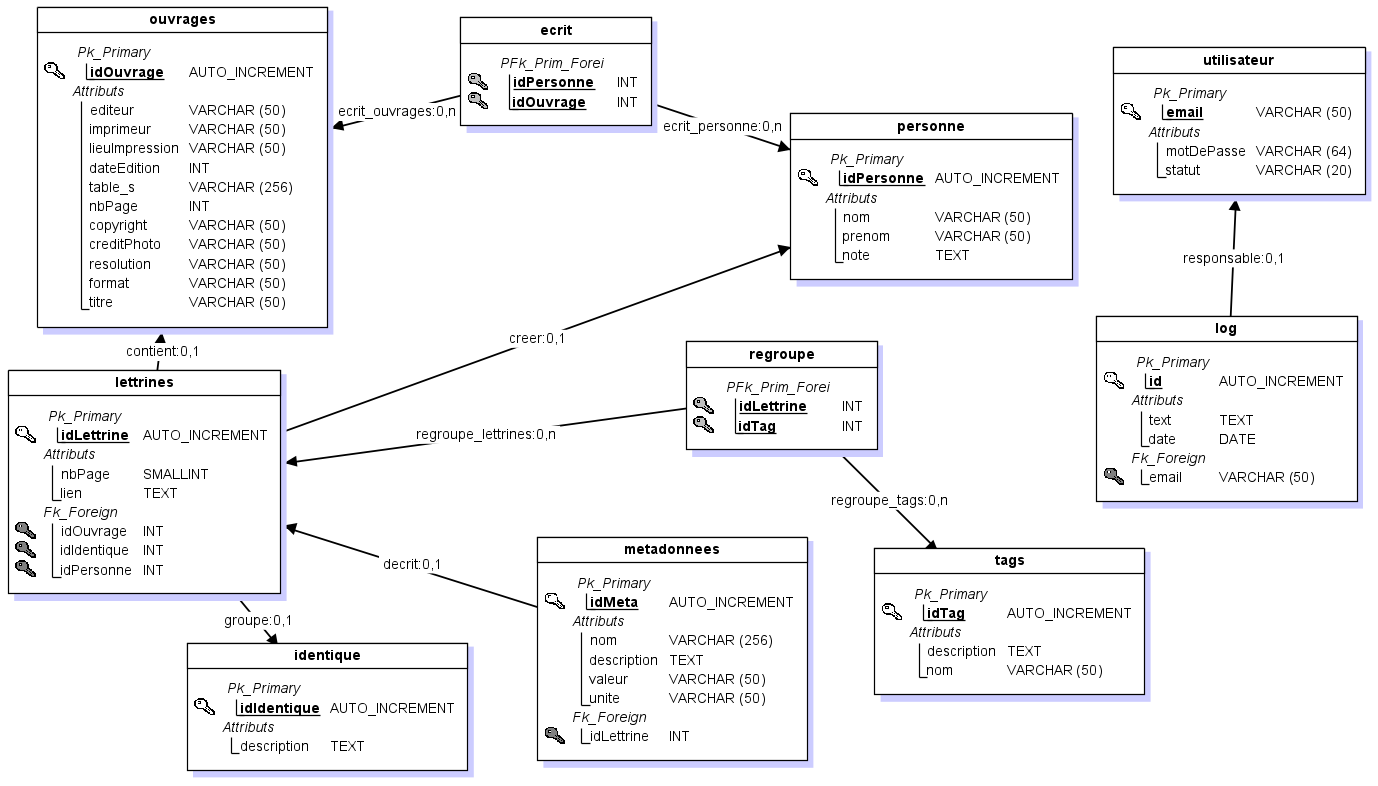 ouvrages
Pk_Primary
idOuvrage AUTO_INCREMENT
Attributs
editeur VARCHAR (50)
imprimeur VARCHAR (50)
lieuImpression VARCHAR (50)
dateEdition INT
table_s VARCHAR (256)
nbPage INT
copyright VARCHAR (50)
creditPhoto VARCHAR (50)
resolution VARCHAR (50)
format VARCHAR (50)
titre VARCHAR (50)
ecrit
PFk_Prim_Forei
idPersonne INT
idOuvrage INT
ecrit_ouvrages:0,n
ecrit_personne:0,n
personne
Pk_Primary
idPersonne AUTO_INCREMENT
Attributs
nom VARCHAR (50)
prenom VARCHAR (50)
note TEXT
utilisateur
Pk_Primary
email VARCHAR (50)
Attributs
motDePasse VARCHAR (64)
statut VARCHAR (20)
responsable:0,1
log
Pk_Primary
id AUTO_INCREMENT
Attributs
text TEXT
date DATE
Fk_Foreign
email VARCHAR (50)
contient:0,1
creer:0,1
lettrines
Pk_Primary
idLettrine AUTO_INCREMENT
Attributs
nbPage SMALLINT
lien TEXT
Fk_Foreign
idOuvrage INT
idIdentique INT
idPersonne INT
regroupe
PFk_Prim_Forei
idLettrine INT
idTag INT
regroupe_lettrines:0,n
regroupe_tags:0,n
decrit:0,1
groupe:0,1
metadonnees
Pk_Primary
idMeta AUTO_INCREMENT
Attributs
nom VARCHAR (256)
description TEXT
valeur VARCHAR (50)
unite VARCHAR (50)
Fk_Foreign
idLettrine INT
tags
Pk_Primary
idTag AUTO_INCREMENT
Attributs
description TEXT
nom VARCHAR (50)
identique
Pk_Primary
idIdentique AUTO_INCREMENT
Attributs
description TEXT